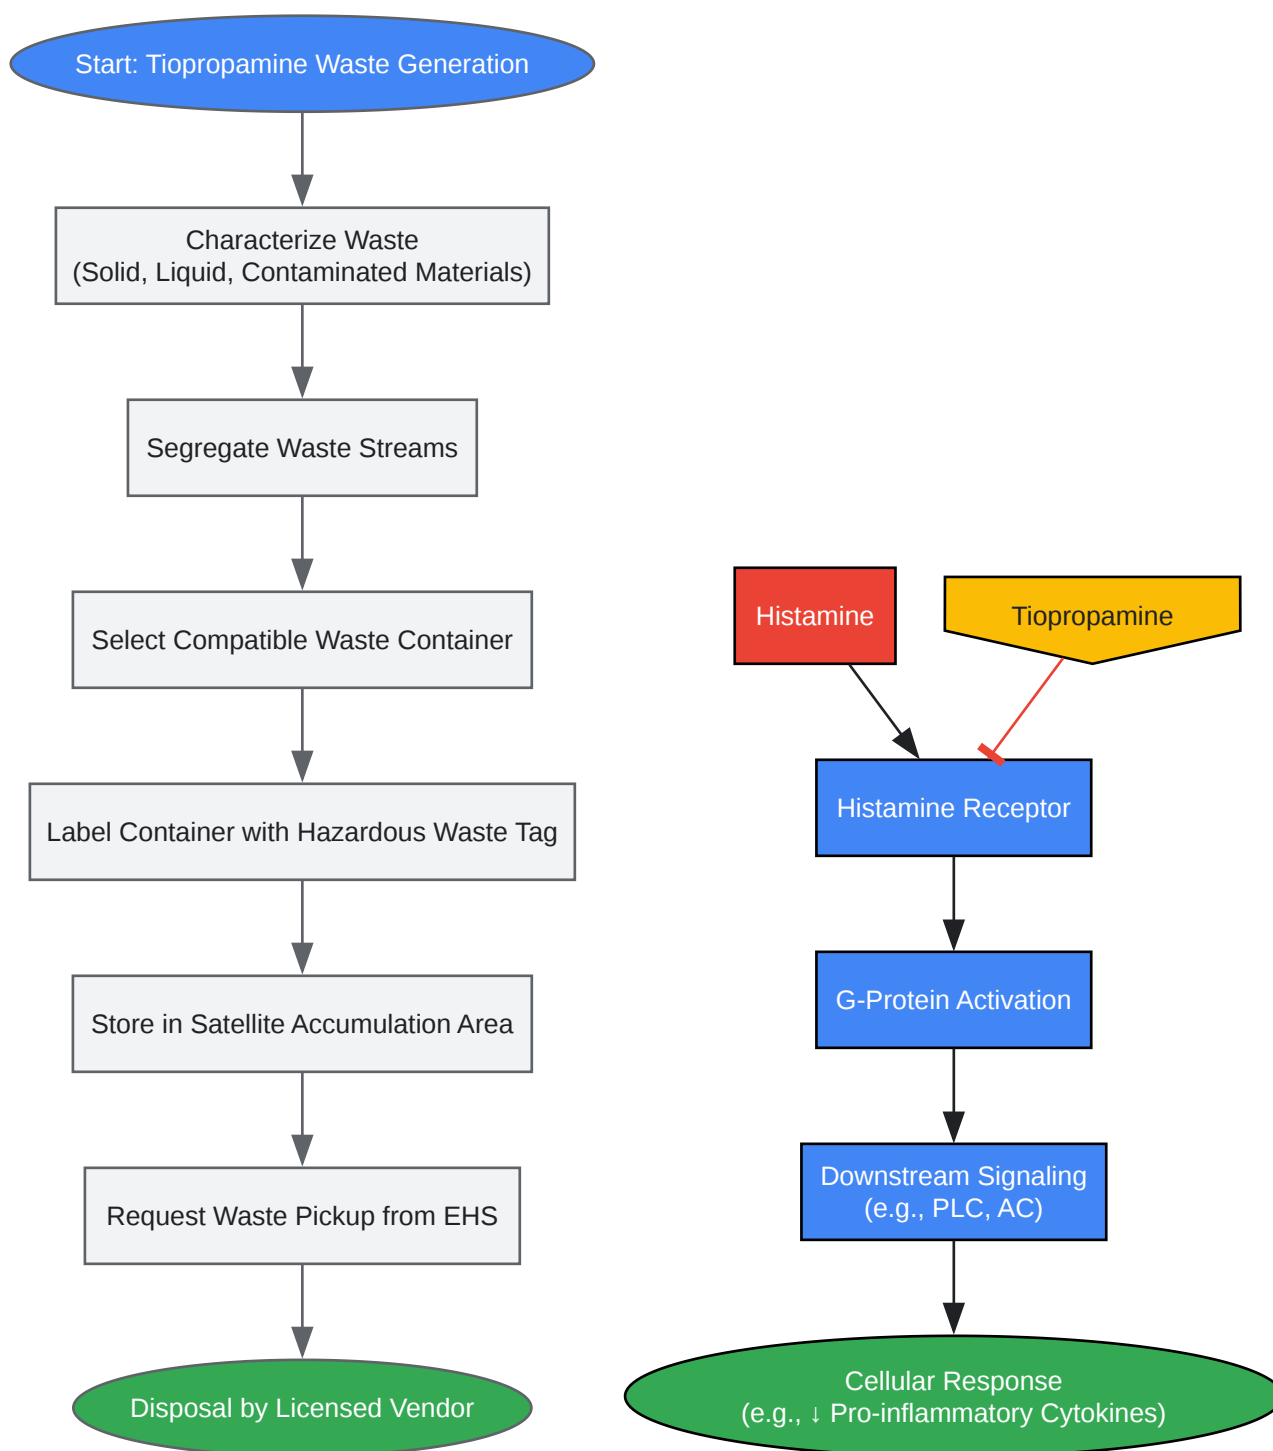 Start: Tiopropamine Waste Generation
Characterize Waste
(Solid, Liquid, Contaminated Materials)
Segregate Waste Streams
Select Compatible Waste Container
Label Container with Hazardous Waste Tag
Store in Satellite Accumulation Area
Request Waste Pickup from EHS
Disposal by Licensed Vendor
Histamine
Tiopropamine
Histamine Receptor
G-Protein Activation
Downstream Signaling
(e.g., PLC, AC)
Cellular Response
(e.g., ↓ Pro-inflammatory Cytokines)